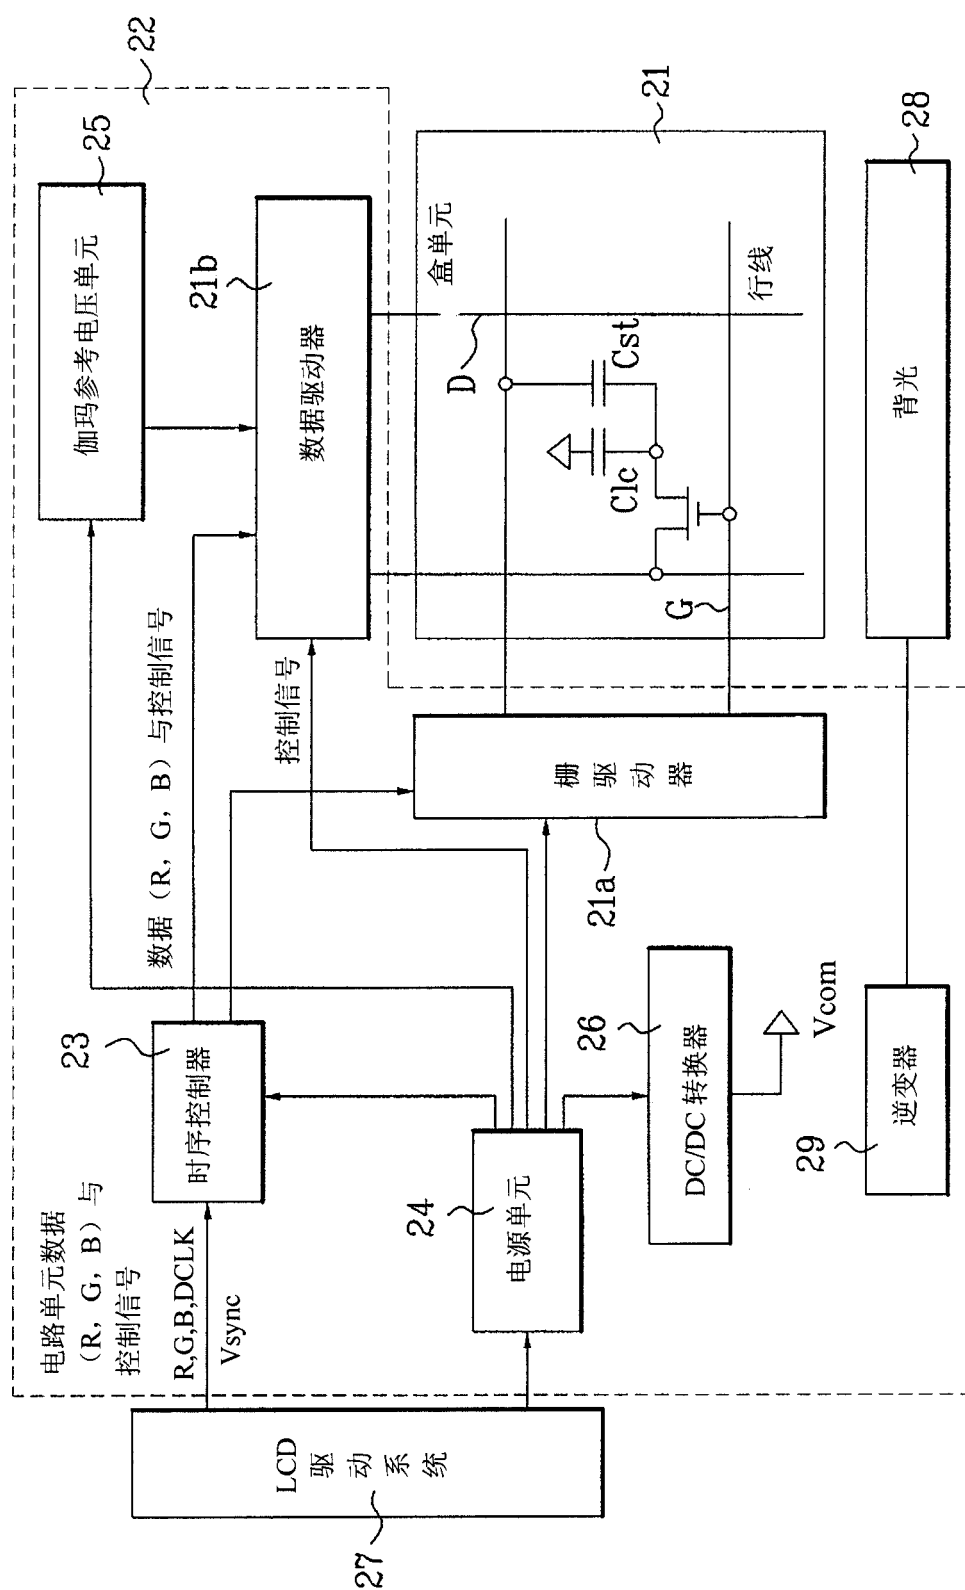 电路单元数据
（R，G，B）与
控制信号
22
25
伽玛参考电压单元
数据（R，G，B）与控制信号
23
时序控制器
R,G,B,DCLK
Vsync
控制信号
21b
数据驱动器
LCD
驱动系统
27
24
电源单元
栅驱动器
21a
盒单元
21
D
Cst
Clc
G
行线
26
DC/DC 转换器
Vcom
29
逆变器
背光
28